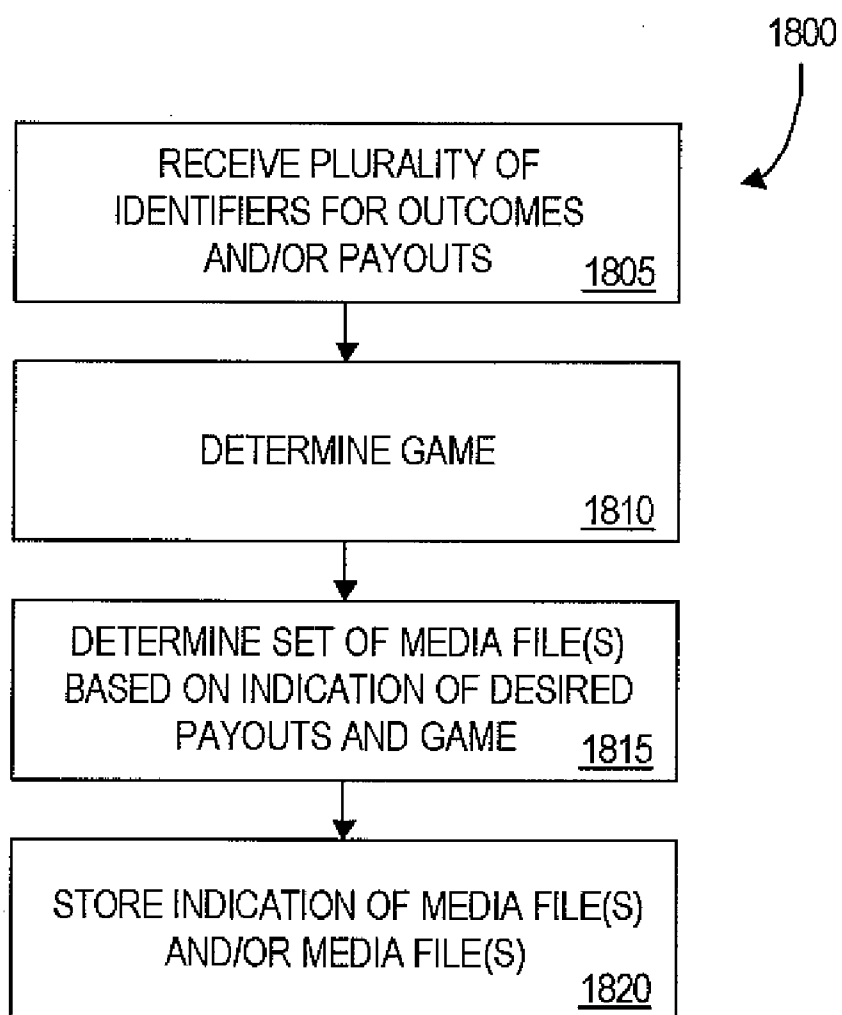 1800
RECEIVE PLURALITY OF
IDENTIFIERS FOR OUTCOMES
AND/OR PAYOUTS
1805
DETERMINE GAME
1810
DETERMINE SET OF MEDIA FILE(S)
BASED ON INDICATION OF DESIRED
PAYOUTS AND GAME
1815
STORE INDICATION OF MEDIA FILE(S)
AND/OR MEDIA FILE(S)
1820